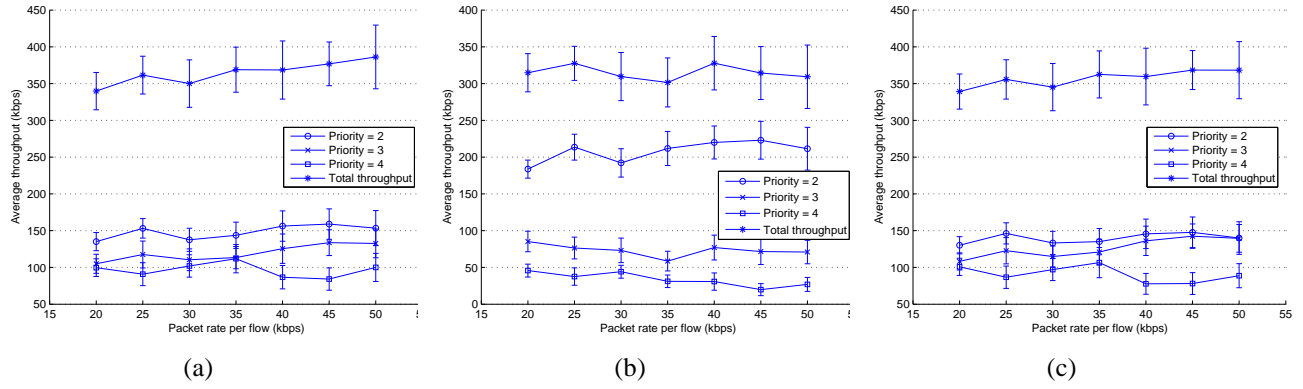 450
400
350
300
250
200
150
100
50
Average throughput (kbps)
15 20 25 30 35 40 45 50 5
Packet rate per flow (kbps)
Priority = 2
Priority = 3
Priority = 4
Total throughput
(a)
400
350
300
250
200
150
100
50
0
Average throughput (kbps)
15 20 25 30 35 40 45 50 5
Packet rate per flow (kbps)
Priority = 2
Priority = 3
Priority = 4
Total throughput
(b)
450
400
350
300
250
200
150
100
50
Average throughput (kbps)
15 20 25 30 35 40 45 50 55
Packet rate per flow (kbps)
Priority = 2
Priority = 3
Priority = 4
Total throughput
(c)